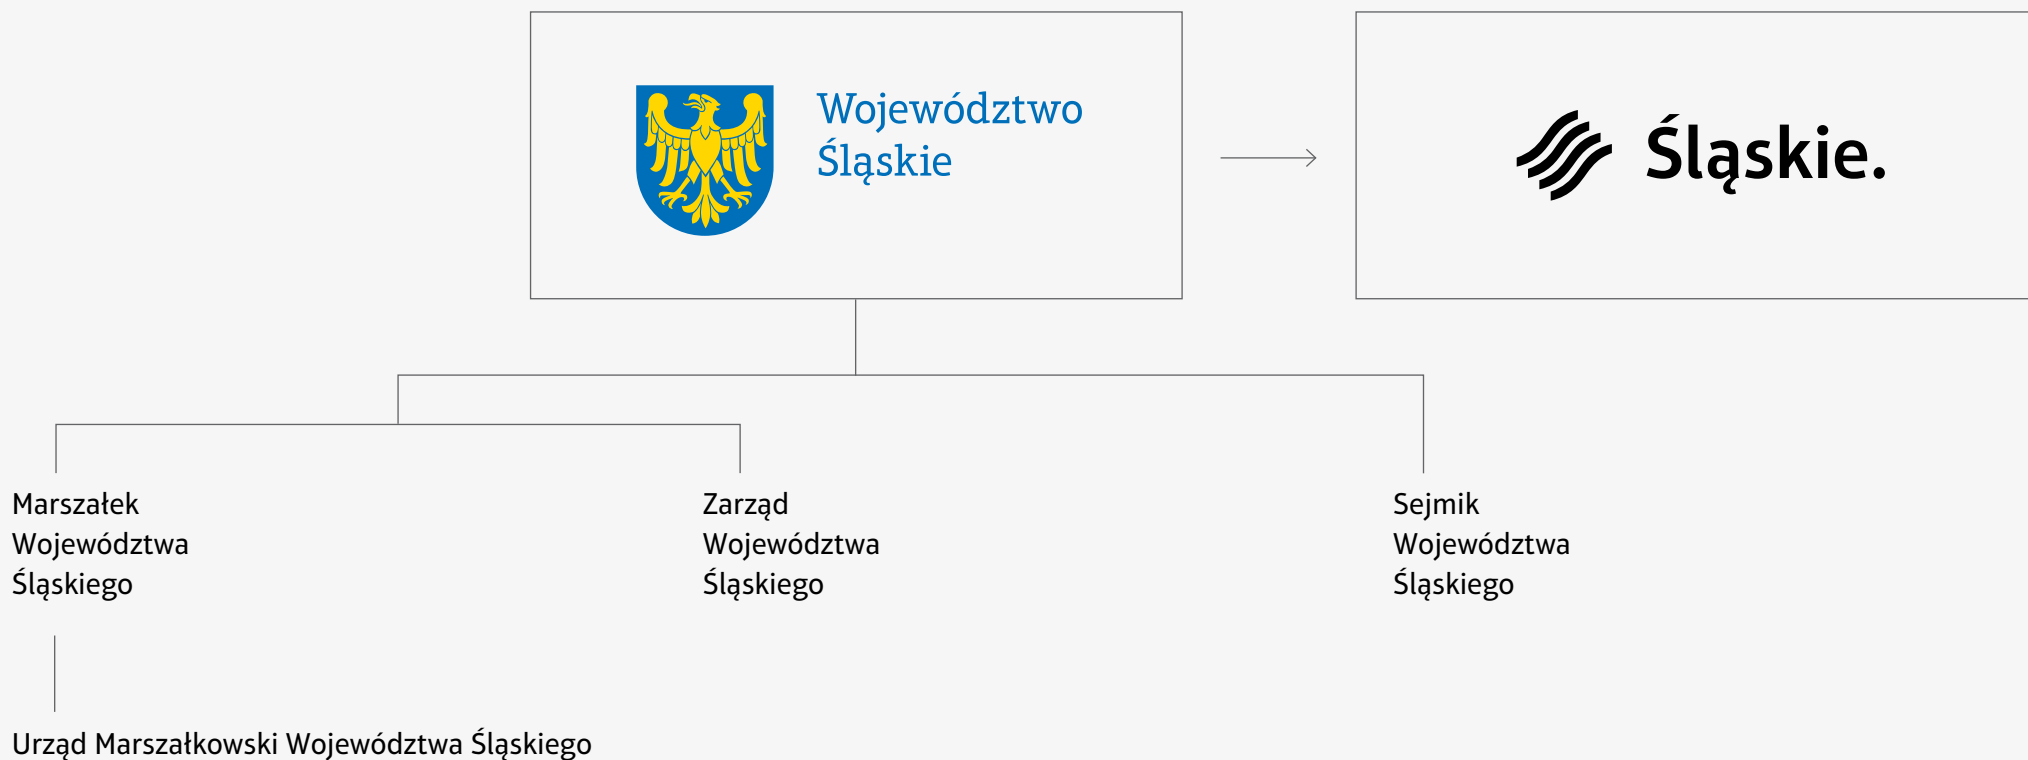 Województwo
Śląskie
Śląskie.
Marszałek
Województwa
Śląskiego
Zarząd
Województwa
Śląskiego
Sejmik
Województwa
Śląskiego
Urząd Marszałkowski Województwa Śląskiego